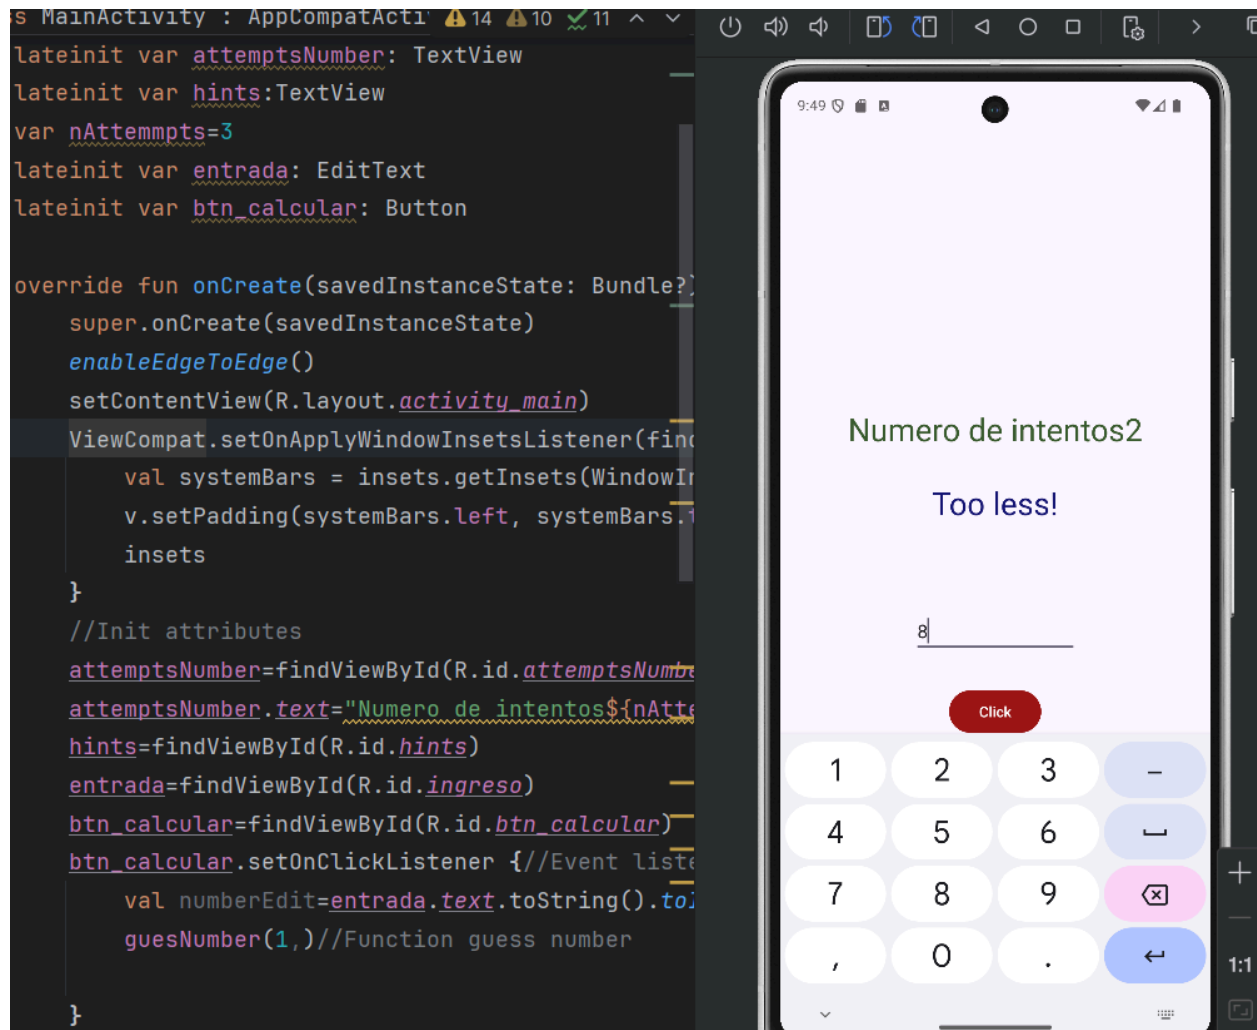 ss MainActivity : AppCompatActi 14 10 11
lateinit var attemptsNumber: TextView
lateinit var hints:TextView
var nAttemmpts=3
lateinit var entrada: EditText
lateinit var btn_calcular: Button
override fun onCreate(savedInstanceState: Bundle?)
super.onCreate(savedInstanceState)
enableEdgeToEdge()
setContentView(R.layout.activity_main)
ViewCompat.setOnApplyWindowInsetsListener(find
val systemBars = insets.getInsets(WindowIn
v.setPadding(systemBars.left, systemBars.t
insets
}
//Init attributes
attemptsNumber=findViewById(R.id.attemptsNumbe
attemptsNumber.text="Numero de intentos${nAtte
hints=findViewById(R.id.hints)
entrada=findViewById(R.id.ingreso)
btn_calcular=findViewById(R.id.btn_calcular)
btn_calcular.setOnClickListener {//Event liste
val numberEdit=entrada.text.toString().toI
guesNumber(1,)//Function guess number
}
9:49
Numero de intentos2
Too less!
8
Click
1 2 3 –
4 5 6
7 8 9
, 0 .
1:1